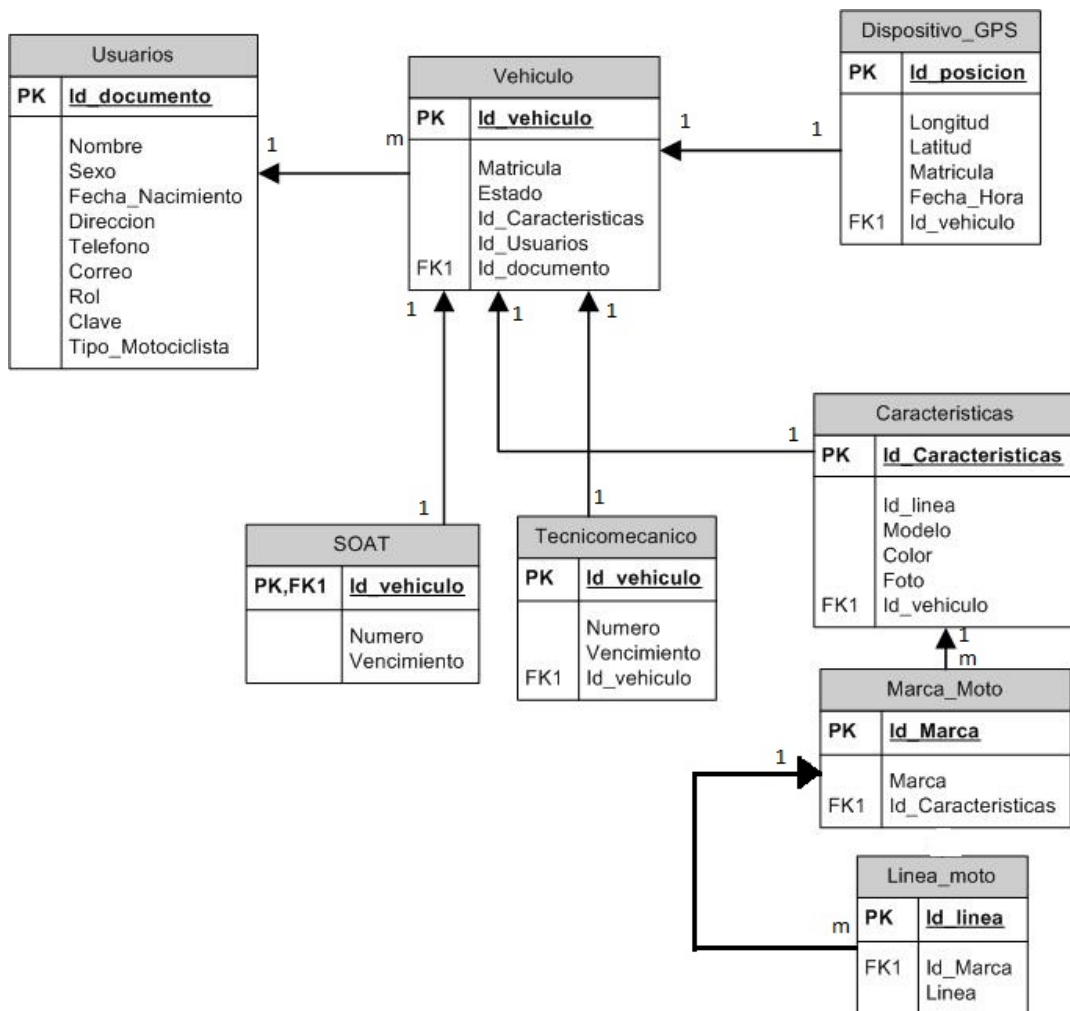 Usuarios
PK Id_documento
Nombre
Sexo
Fecha_Nacimiento
Direccion
Telefono
Correo
Rol
Clave
Tipo_Motociclista
1
m
Vehiculo
PK Id_vehiculo
Matricula
Estado
Id_Caracteristicas
Id_Usuarios
FK1 Id_documento
1
1
Dispositivo_GPS
PK Id_posicion
Longitud
Latitud
Matricula
Fecha_Hora
FK1 Id_vehiculo
1
1
1
1
1
1
SOAT
PK,FK1 Id_vehiculo
Numero
Vencimiento
Tecnicomecanico
PK Id_vehiculo
Numero
Vencimiento
FK1 Id_vehiculo
Caracteristicas
PK Id_Caracteristicas
Id_linea
Modelo
Color
Foto
FK1 Id_vehiculo
1
m
Marca_Moto
PK Id_Marca
Marca
FK1 Id_Caracteristicas
1
m
Linea_moto
PK Id_linea
FK1 Id_Marca
Linea